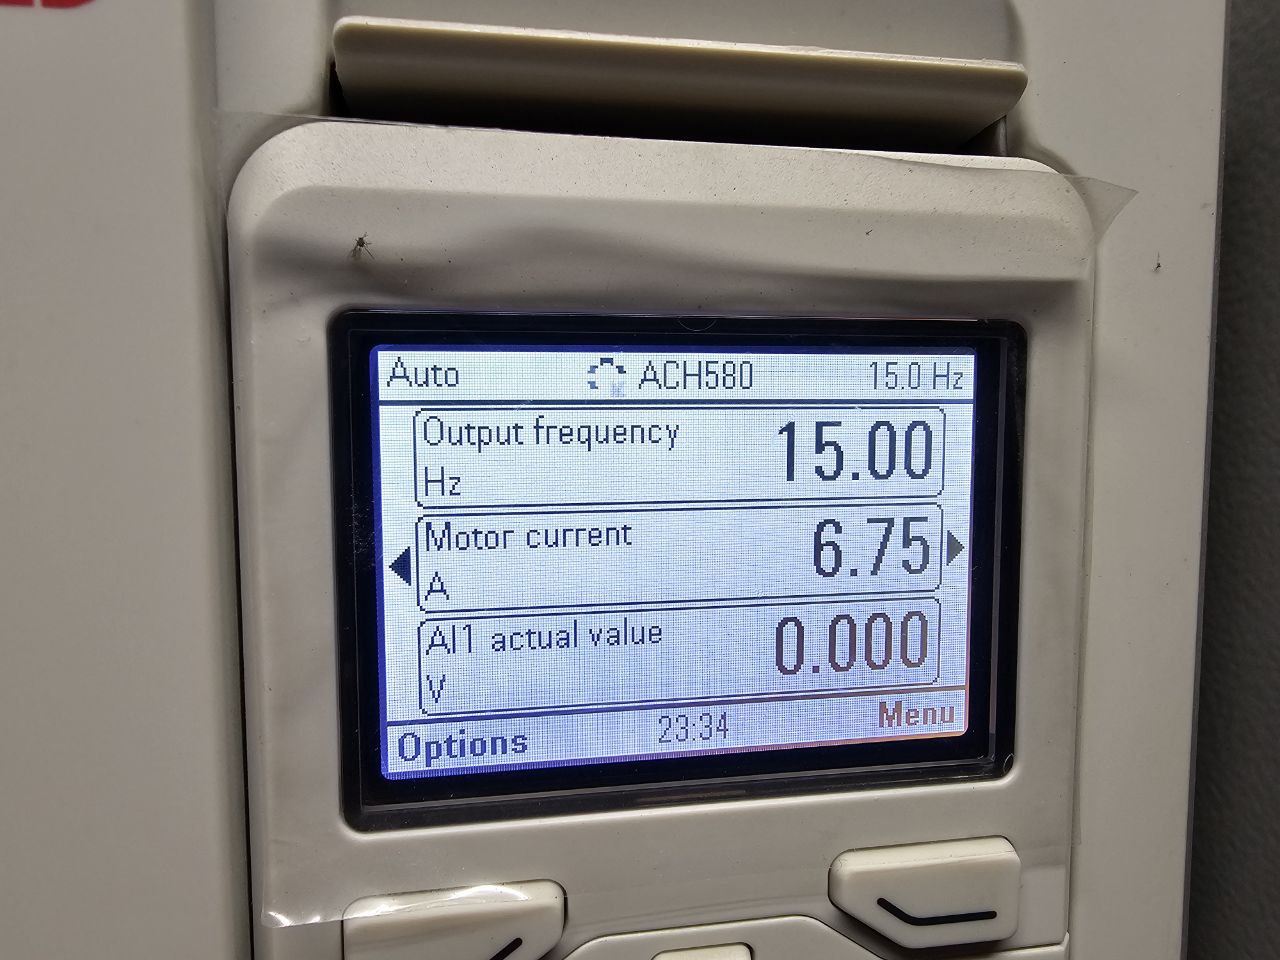 Auto ACH580 15.0 Hz
Output frequency 15.00
Hz
Motor current 6.75
A
AI1 actual value 0.000
V
Options 23:34 Menu